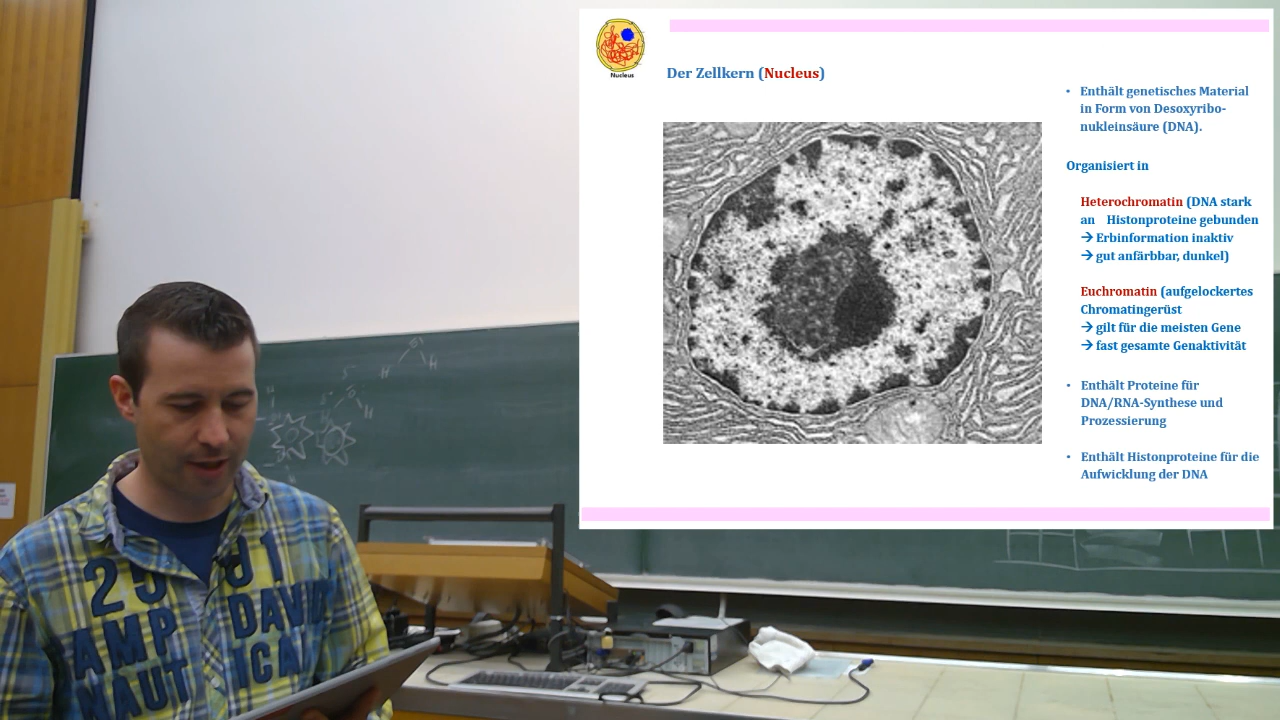 Nucleus
Der Zellkern (Nucleus)
• Enthält genetisches Material
in Form von Desoxyribo-
nukleinsäure (DNA).
Organisiert in
Heterochromatin (DNA stark
an Histonproteine gebunden
→ Erbinformation inaktiv
→ gut anfärbbar, dunkel)
Euchromatin (aufgelockertes
Chromatingerüst
→ gilt für die meisten Gene
→ fast gesamte Genaktivität
• Enthält Proteine für
DNA/RNA-Synthese und
Prozessierung
• Enthält Histonproteine für die
Aufwicklung der DNA
H
H
H
AMP DAVID
NAUTICA